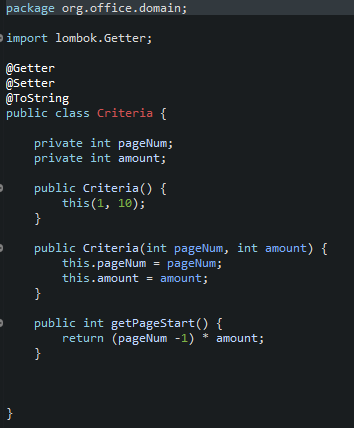 package org.office.domain;
import lombok.Getter;
@Getter
@Setter
@ToString
public class Criteria {
private int pageNum;
private int amount;
public Criteria() {
this(1, 10);
}
public Criteria(int pageNum, int amount) {
this.pageNum = pageNum;
this.amount = amount;
}
public int getPageStart() {
return (pageNum -1) * amount;
}
}